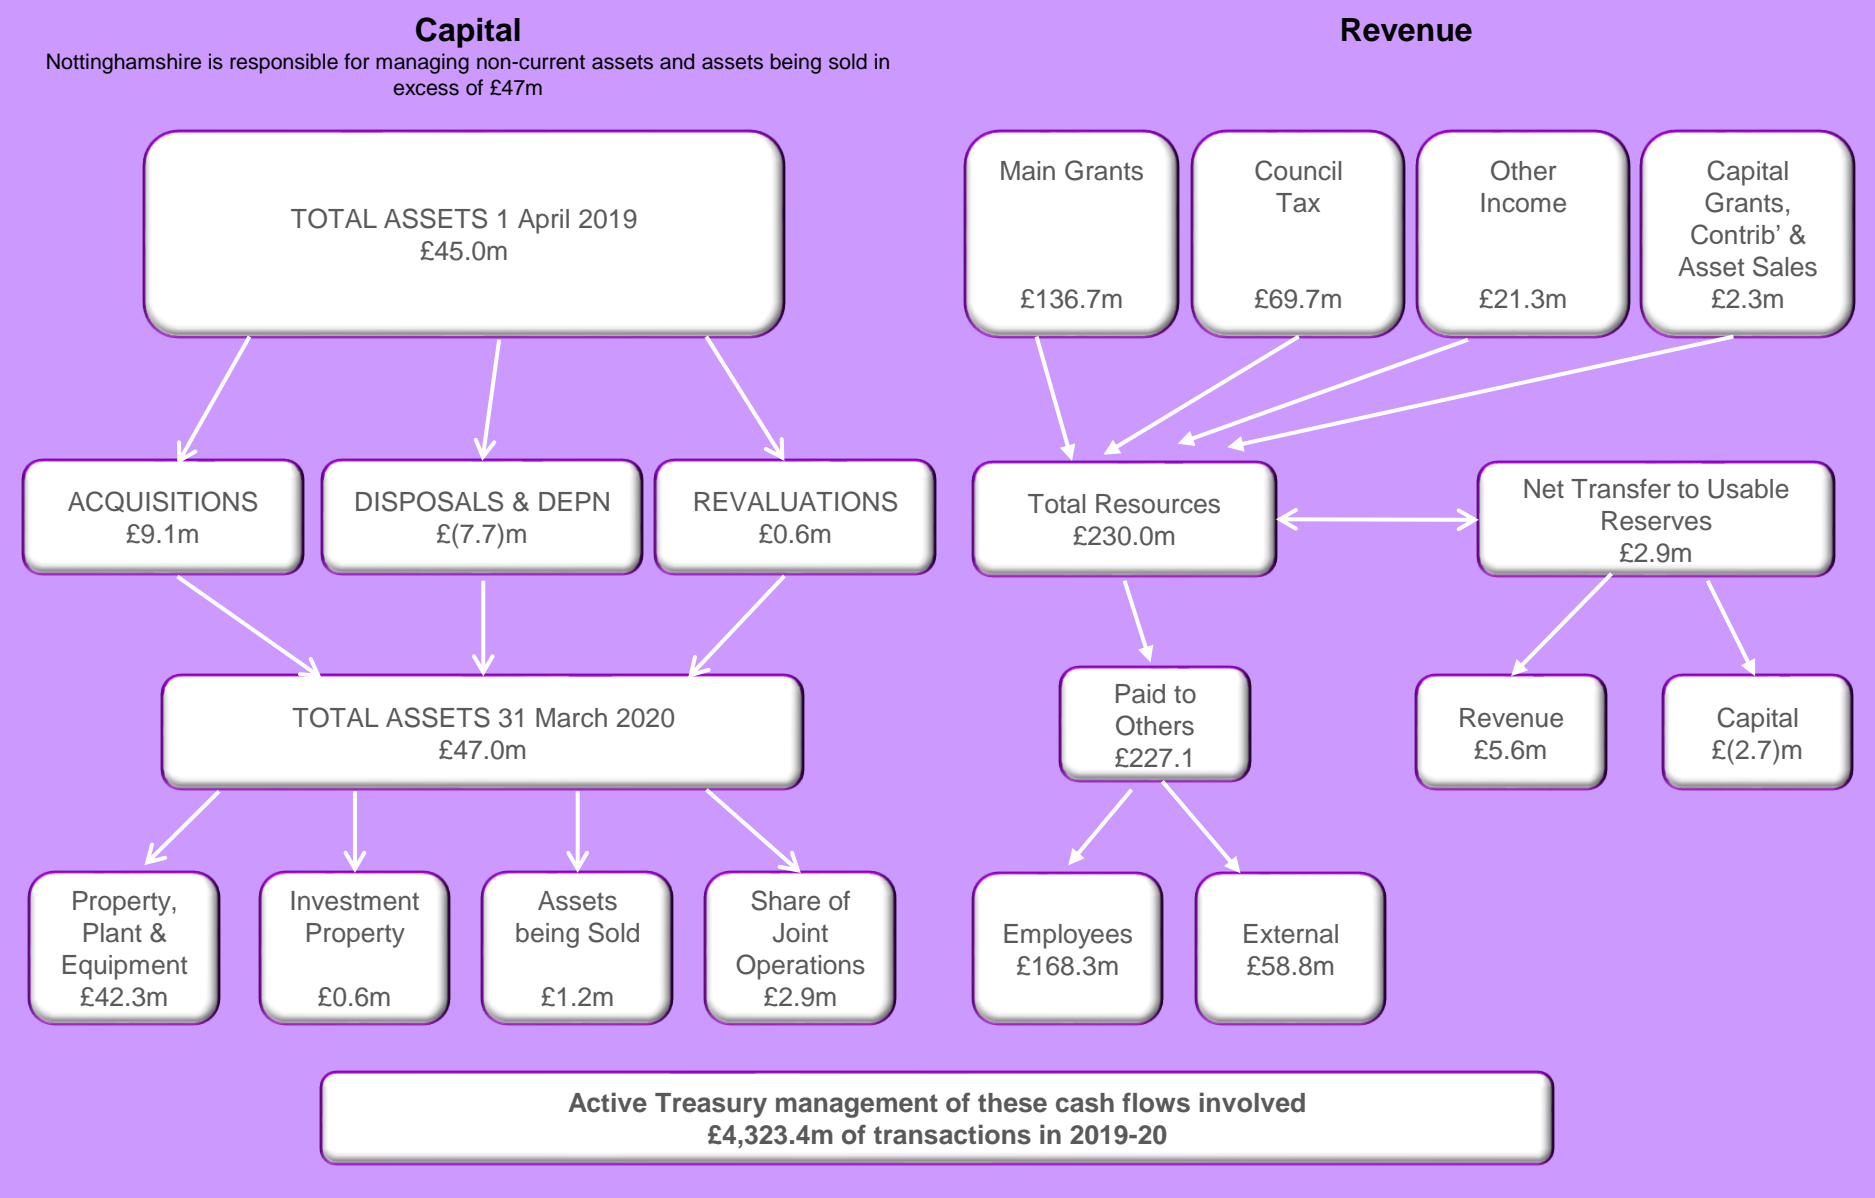 Capital
Nottinghamshire is responsible for managing non-current assets and assets being sold in
excess of £47m
TOTAL ASSETS 1 April 2019
£45.0m
ACQUISITIONS
£9.1m
DISPOSALS & DEPN
£(7.7)m
REVALUATIONS
£0.6m
TOTAL ASSETS 31 March 2020
£47.0m
Property,
Plant &
Equipment
£42.3m
Investment
Property
£0.6m
Assets
being Sold
£1.2m
Share of
Joint
Operations
£2.9m
Revenue
Main Grants
£136.7m
Council
Tax
£69.7m
Other
Income
£21.3m
Capital
Grants,
Contrib’ &
Asset Sales
£2.3m
Total Resources
£230.0m
Net Transfer to Usable
Reserves
£2.9m
Paid to
Others
£227.1
Revenue
£5.6m
Capital
£(2.7)m
Employees
£168.3m
External
£58.8m
Active Treasury management of these cash flows involved
£4,323.4m of transactions in 2019-20